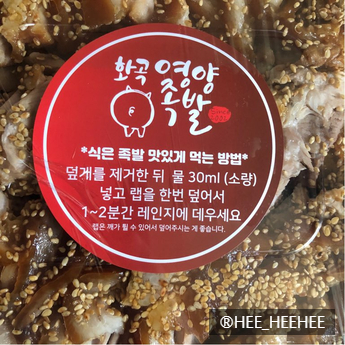 화곡영양
족발
*식은 족발 맛있게 먹는 방법*
덮개를 제거한 뒤 물 30ml (소량)
넣고 랩을 한번 덮어서
1~2분간 레인지에 데우세요
랩은 깨가 튈 수 있어서 덮어주시는 게 좋습니다.
®HEE_HEEHEE